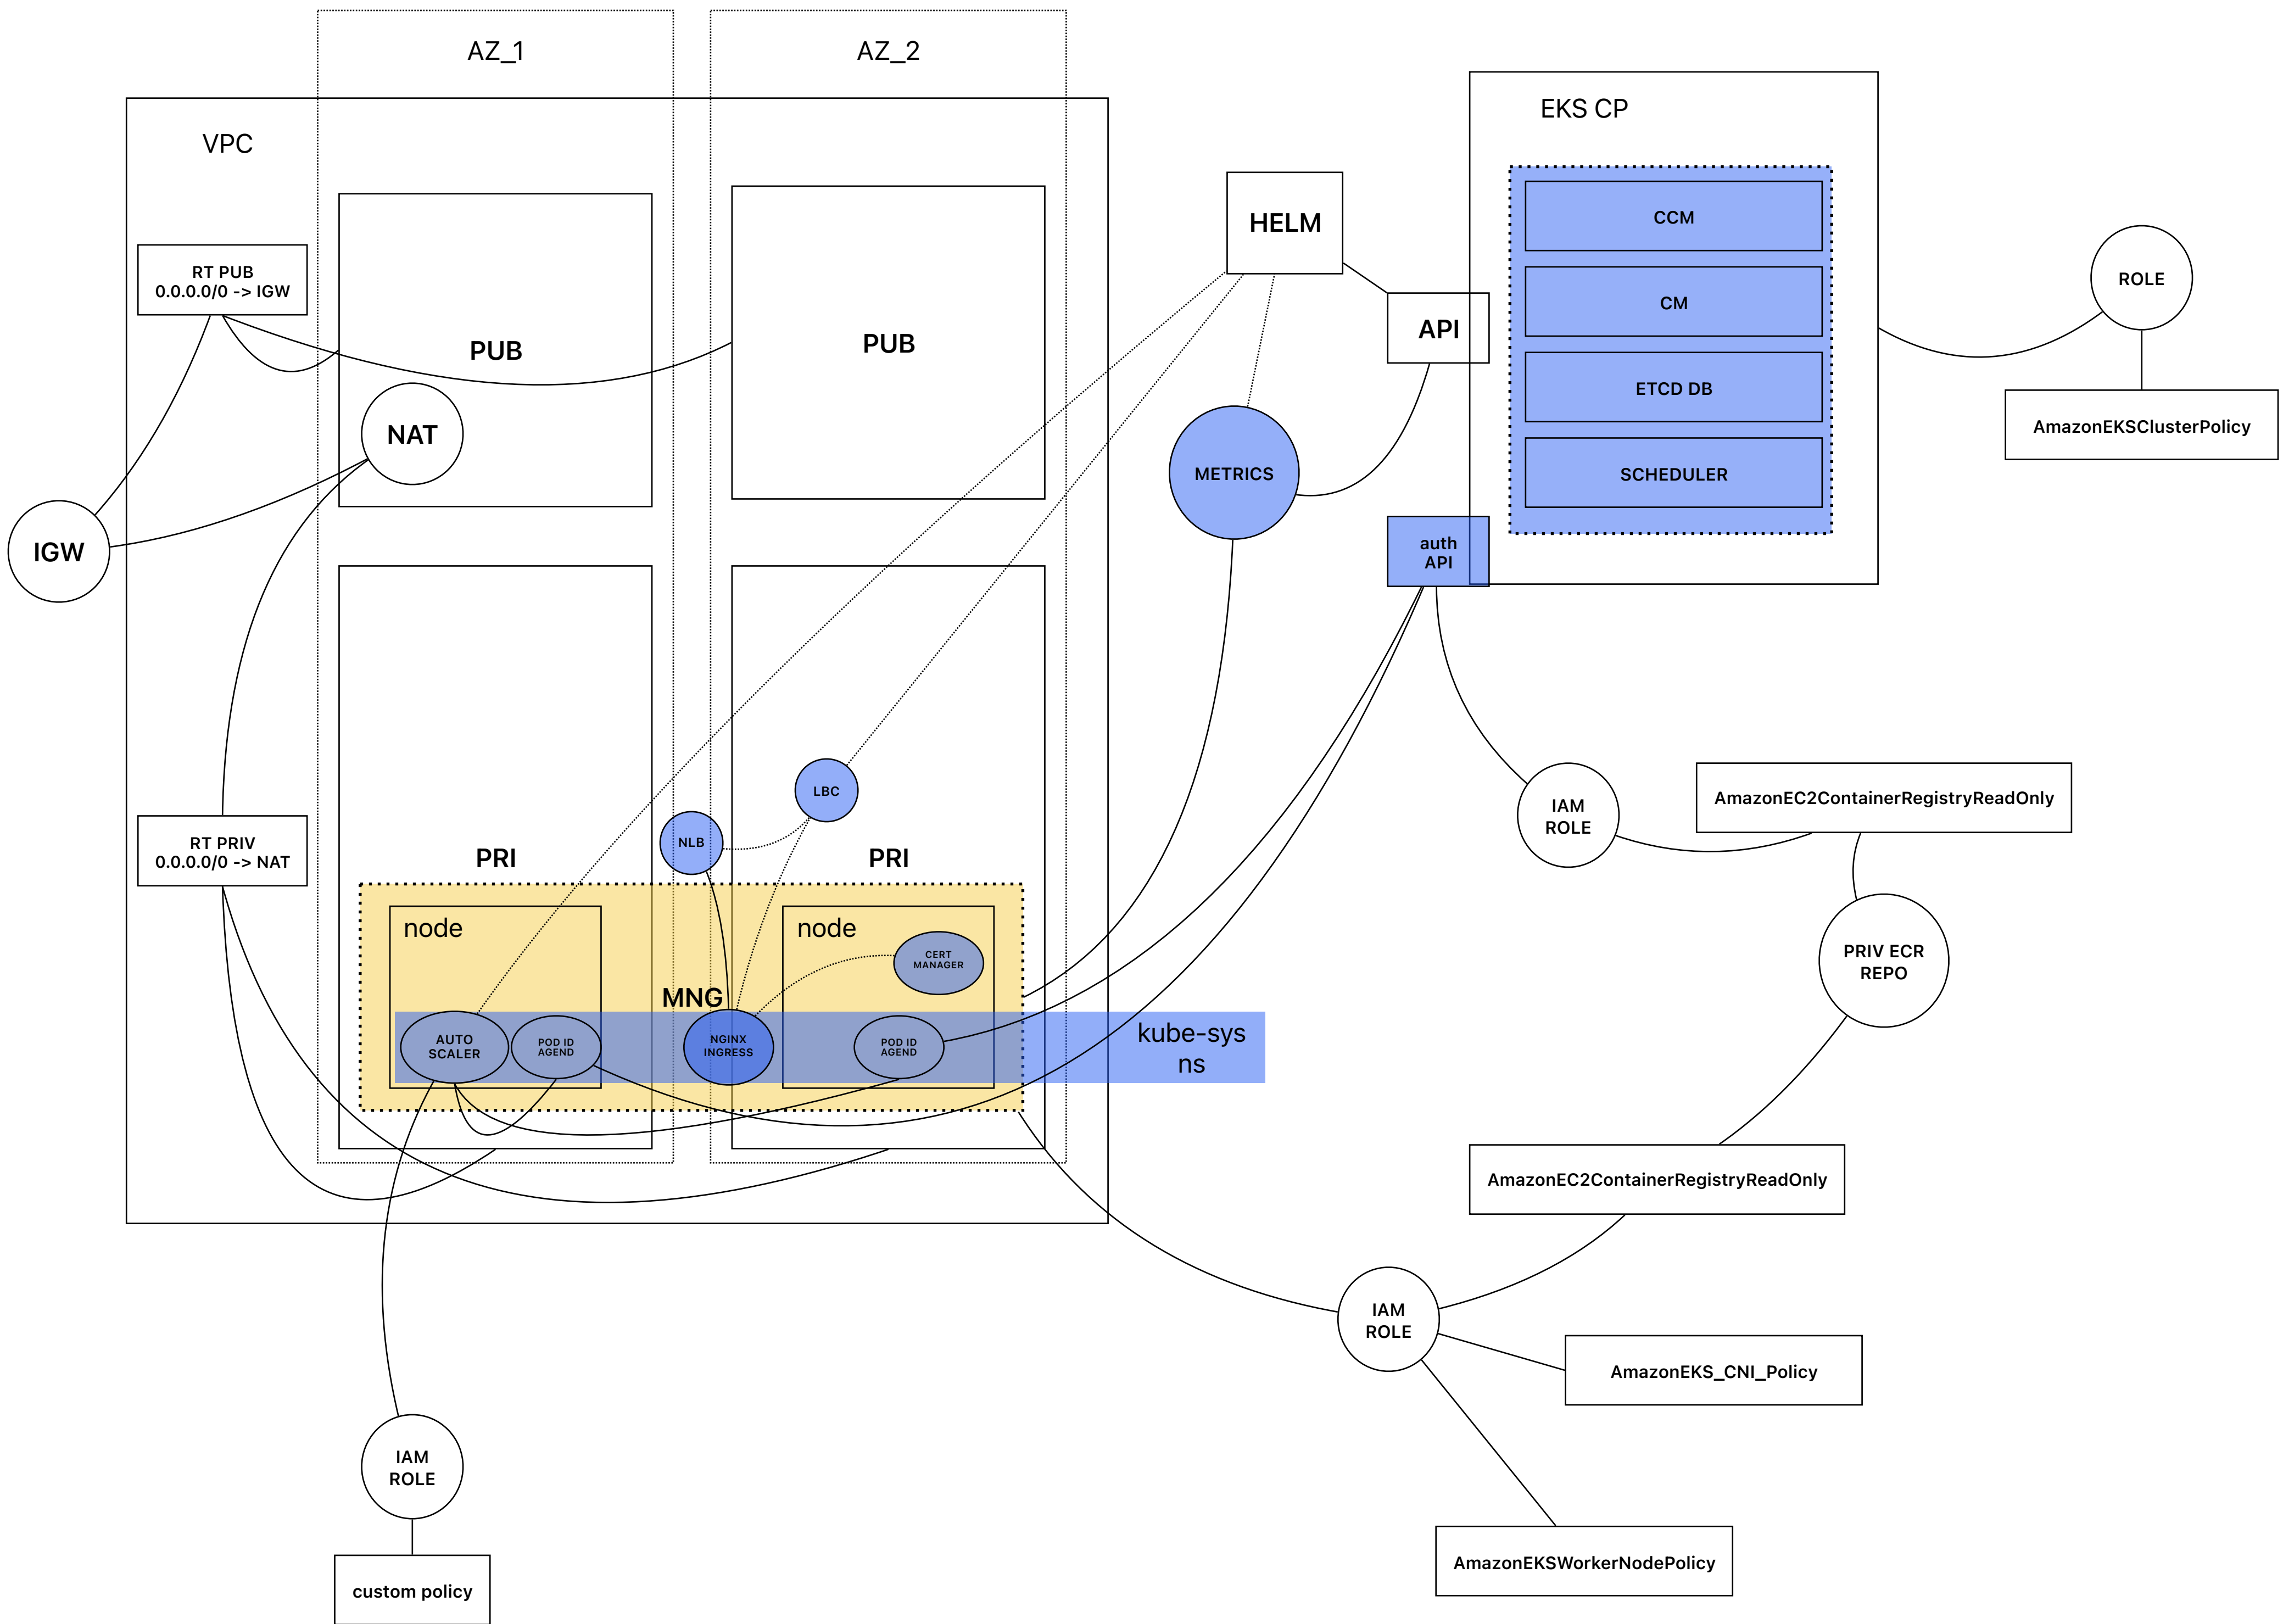 AZ_1
AZ_2
VPC
EKS CP
HELM
CCM
CM
ETCD DB
SCHEDULER
ROLE
AmazonEKSClusterPolicy
RT PUB
0.0.0.0/0 -> IGW
PUB
PUB
API
NAT
METRICS
IGW
auth
API
LBC
NLB
IAM
ROLE
AmazonEC2ContainerRegistryReadOnly
RT PRIV
0.0.0.0/0 -> NAT
PRI
PRI
node
node
CERT
MANAGER
PRIV ECR
REPO
MNG
AUTO
SCALER
POD ID
AGEND
NGINX
INGRESS
POD ID
AGEND
kube-sys
ns
AmazonEC2ContainerRegistryReadOnly
IAM
ROLE
AmazonEKS_CNI_Policy
IAM
ROLE
AmazonEKSWorkerNodePolicy
custom policy